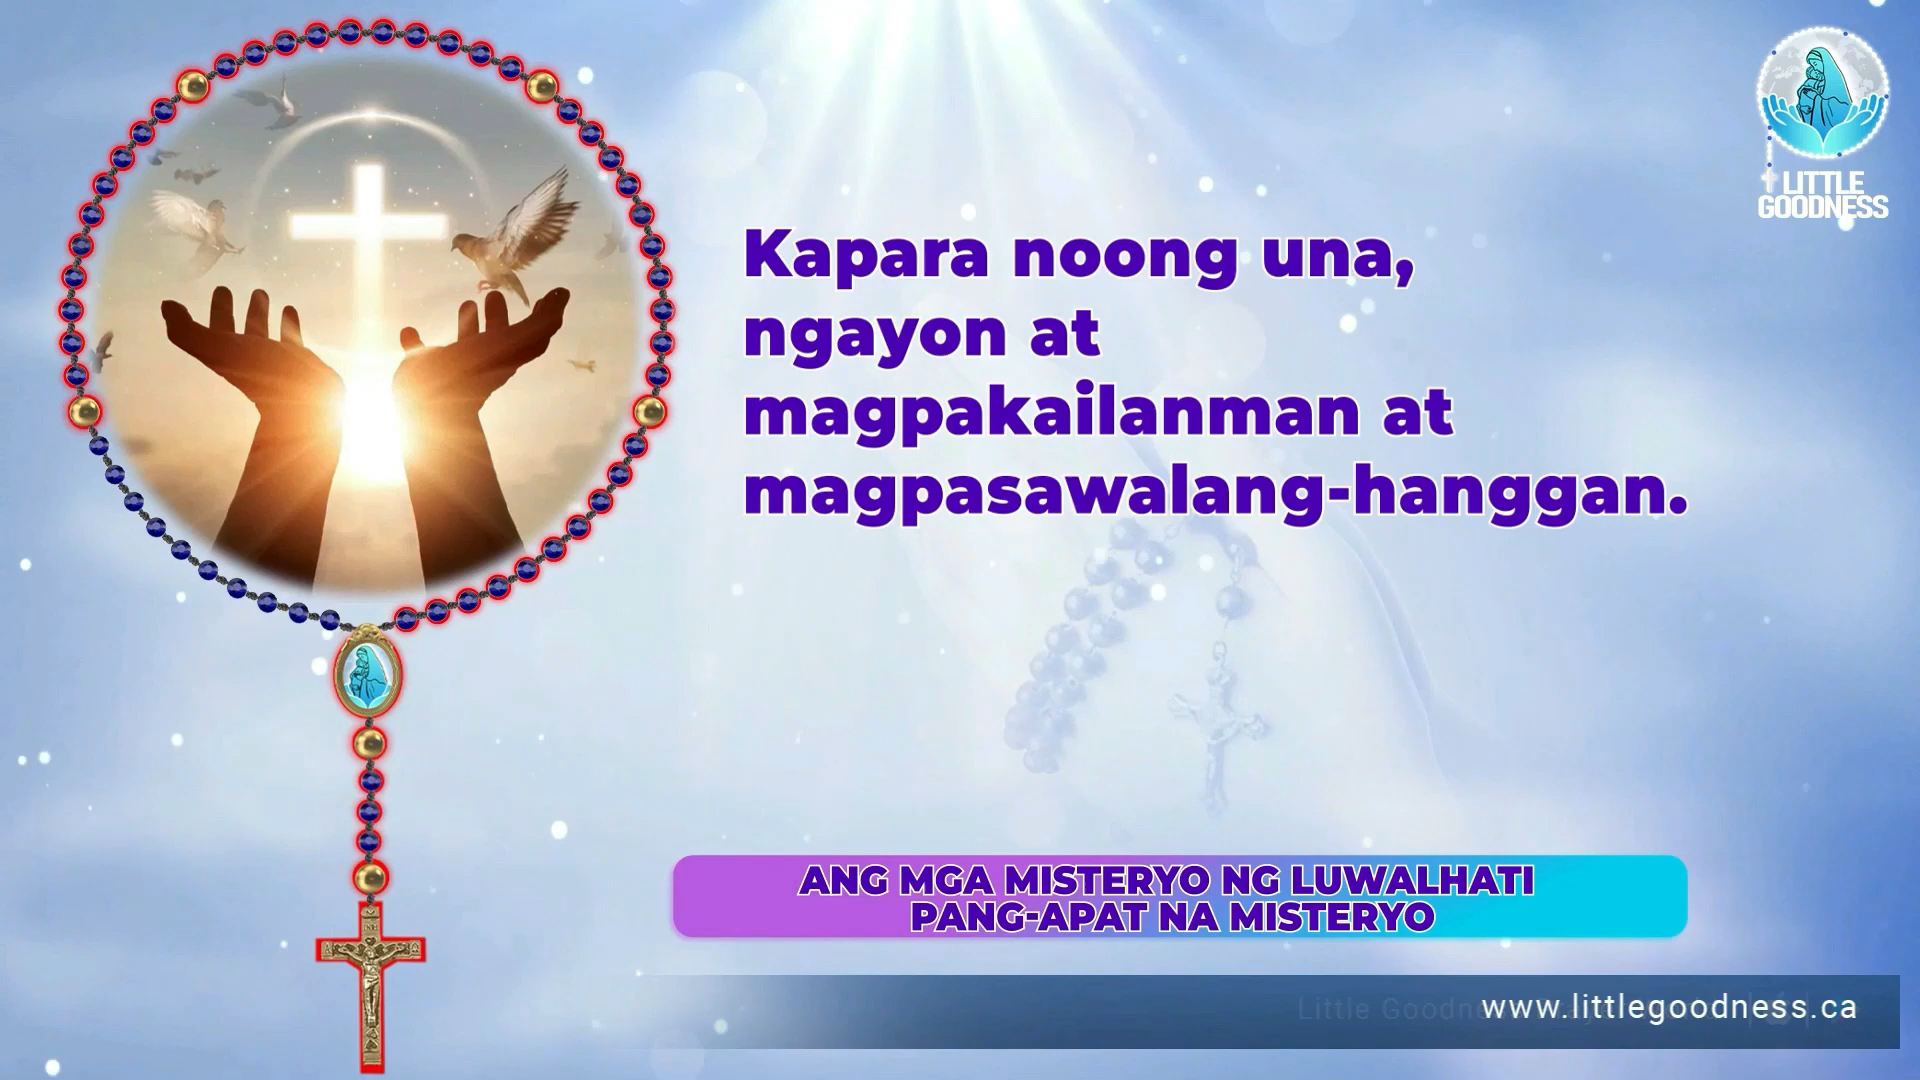 LITTLE
GOODNESS
Kapara noong una,
ngayon at
magpakailanman at
magpasawalang-hanggan.
ANG MGA MISTERYO NG LUWALHATI
PANG-APAT NA MISTERYO
Little
www.littlegoodness.ca